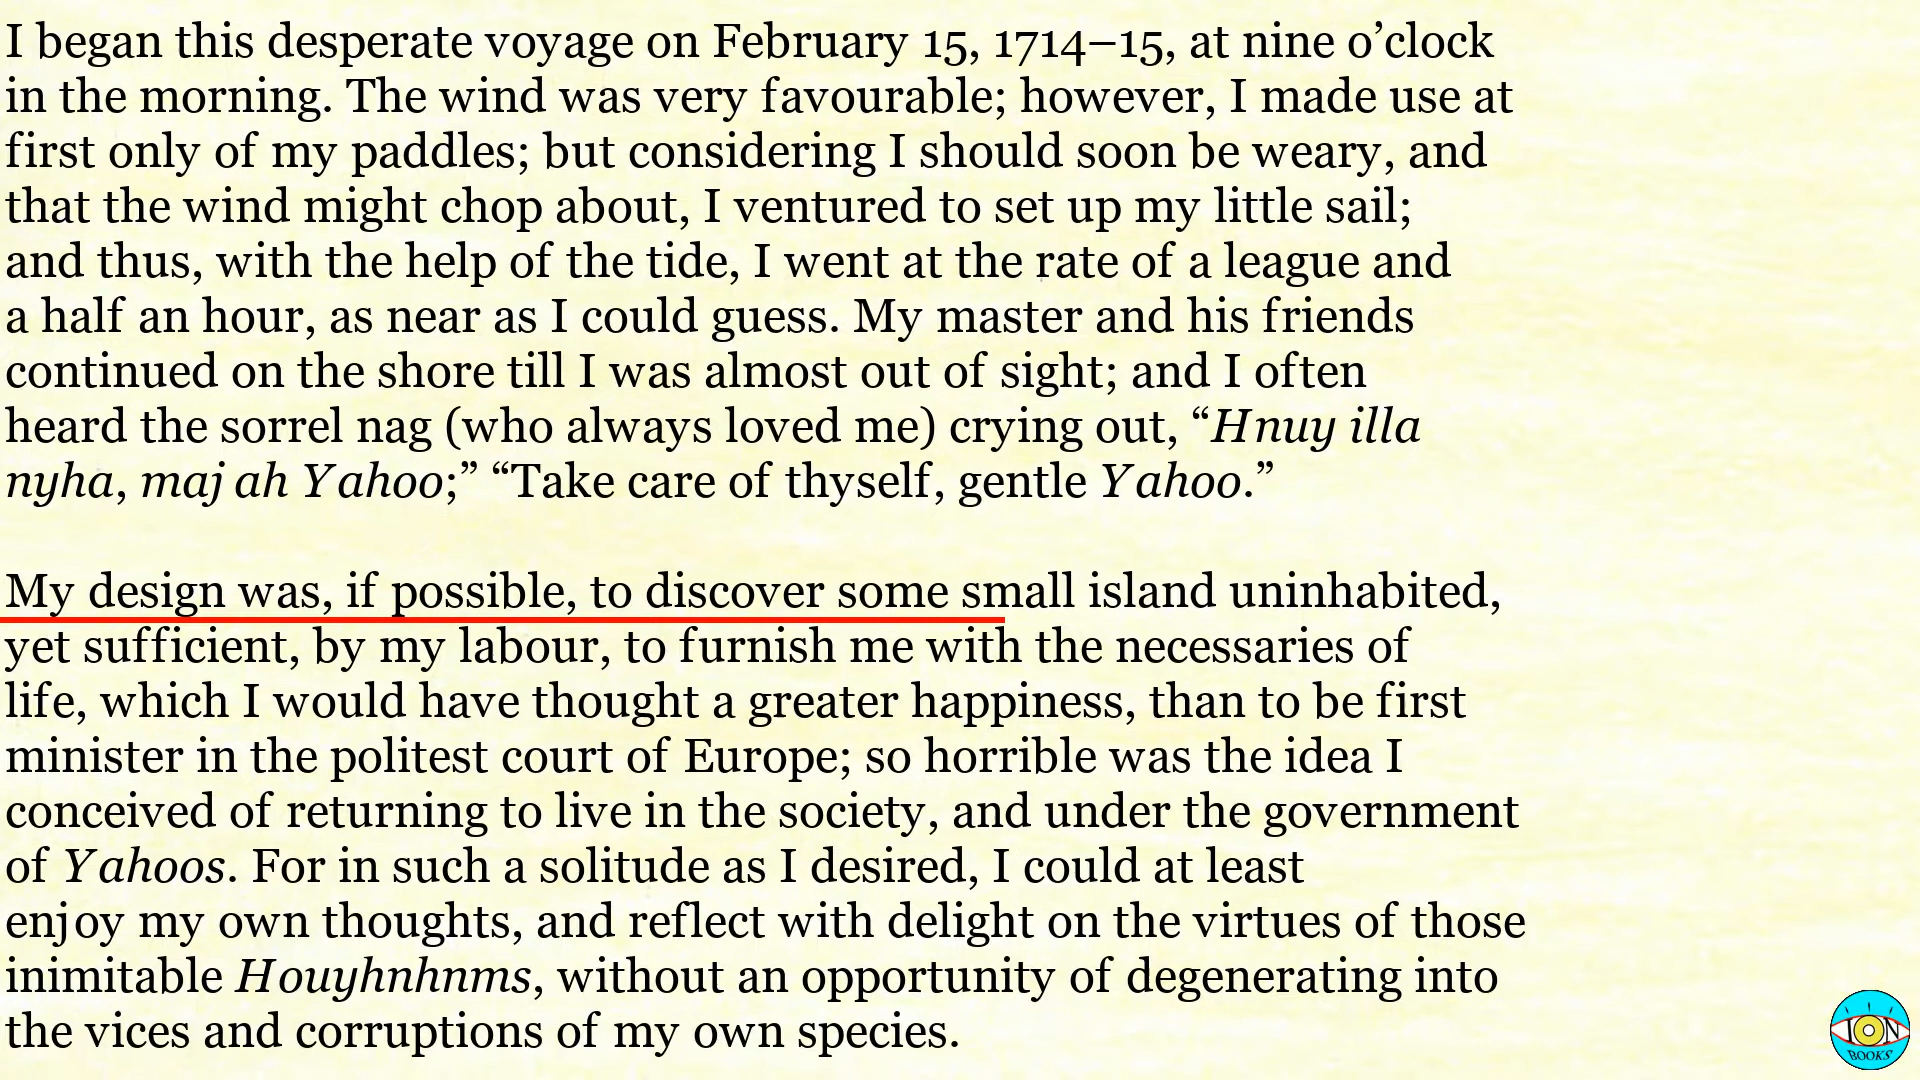 I began this desperate voyage on February 15, 1714–15, at nine o’clock
in the morning. The wind was very favourable; however, I made use at
first only of my paddles; but considering I should soon be weary, and
that the wind might chop about, I ventured to set up my little sail;
and thus, with the help of the tide, I went at the rate of a league and
a half an hour, as near as I could guess. My master and his friends
continued on the shore till I was almost out of sight; and I often
heard the sorrel nag (who always loved me) crying out, “Hnuy illa
nyha, maj ah Yahoo;” “Take care of thyself, gentle Yahoo.”
My design was, if possible, to discover some small island uninhabited,
yet sufficient, by my labour, to furnish me with the necessaries of
life, which I would have thought a greater happiness, than to be first
minister in the politest court of Europe; so horrible was the idea I
conceived of returning to live in the society, and under the government
of Yahoos. For in such a solitude as I desired, I could at least
enjoy my own thoughts, and reflect with delight on the virtues of those
inimitable Houyhnhnms, without an opportunity of degenerating into
the vices and corruptions of my own species.
ION
BOOKS